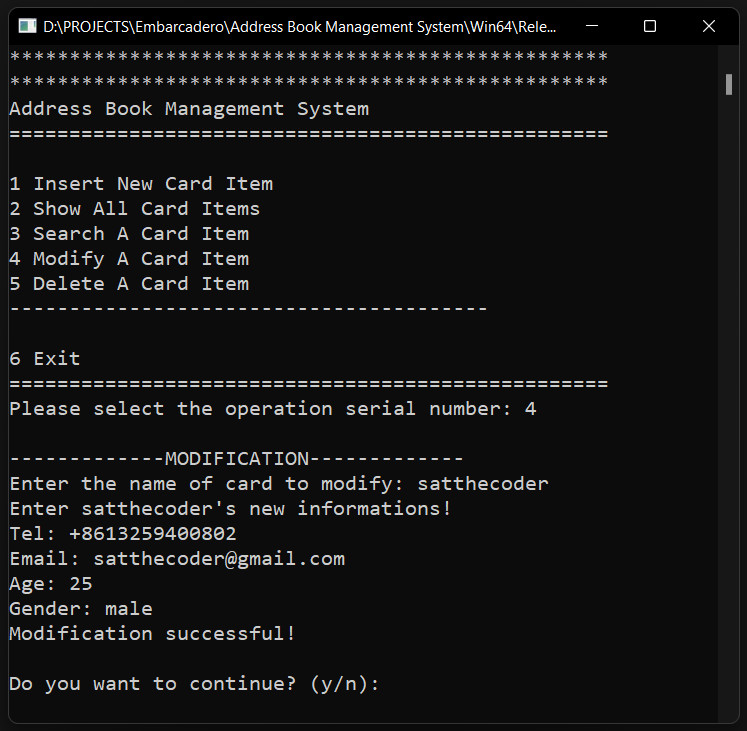 D:\PROJECTS\Embarcadero\Address Book Management System\Win64\Rele...
**************************************************
**************************************************
Address Book Management System
==================================================
1 Insert New Card Item
2 Show All Card Items
3 Search A Card Item
4 Modify A Card Item
5 Delete A Card Item
----------------------------------------
6 Exit
==================================================
Please select the operation serial number: 4
-------------MODIFICATION-------------
Enter the name of card to modify: satthecoder
Enter satthecoder's new informations!
Tel: +8613259400802
Email: satthecoder@gmail.com
Age: 25
Gender: male
Modification successful!
Do you want to continue? (y/n):